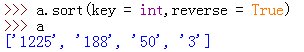 >>> a.sort(key = int,reverse = True)
>>> a
['1225', '188', '50', '3']